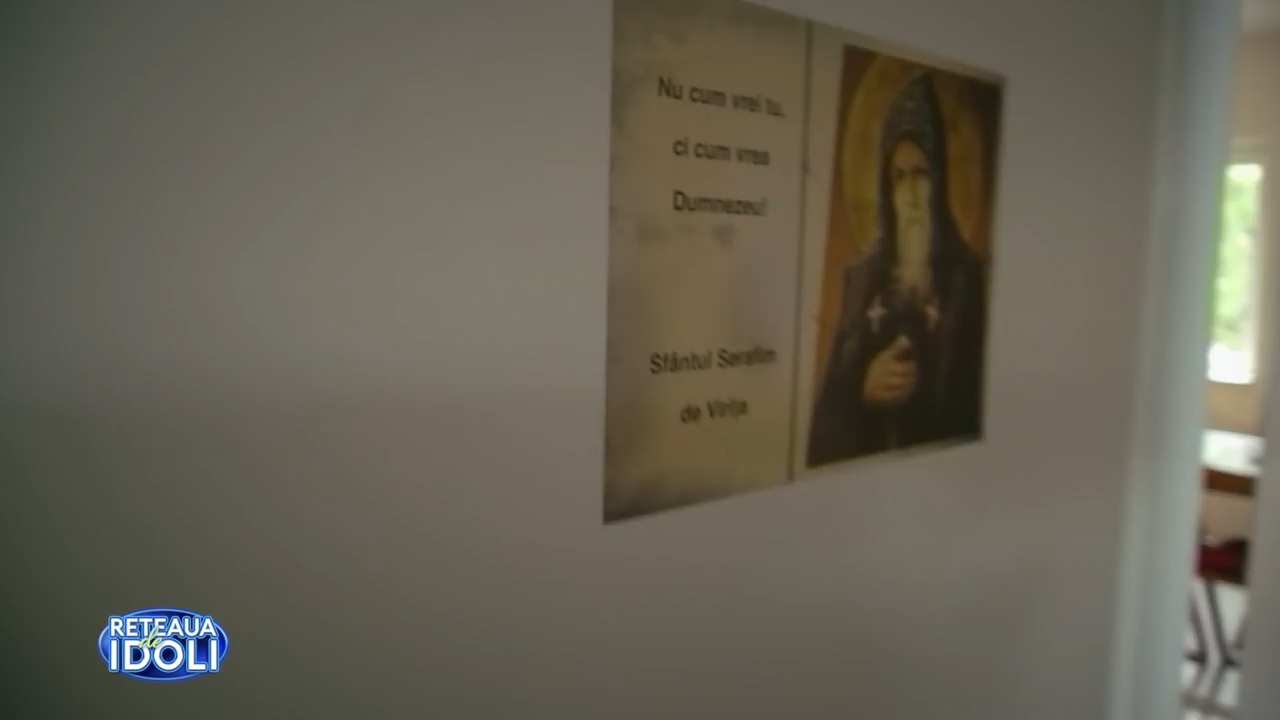 Nu cum vrei tu,
ci cum vrea
Dumnezeu!
Sfântul Serafim
de Virița
RETEAUA
de
IDOLI